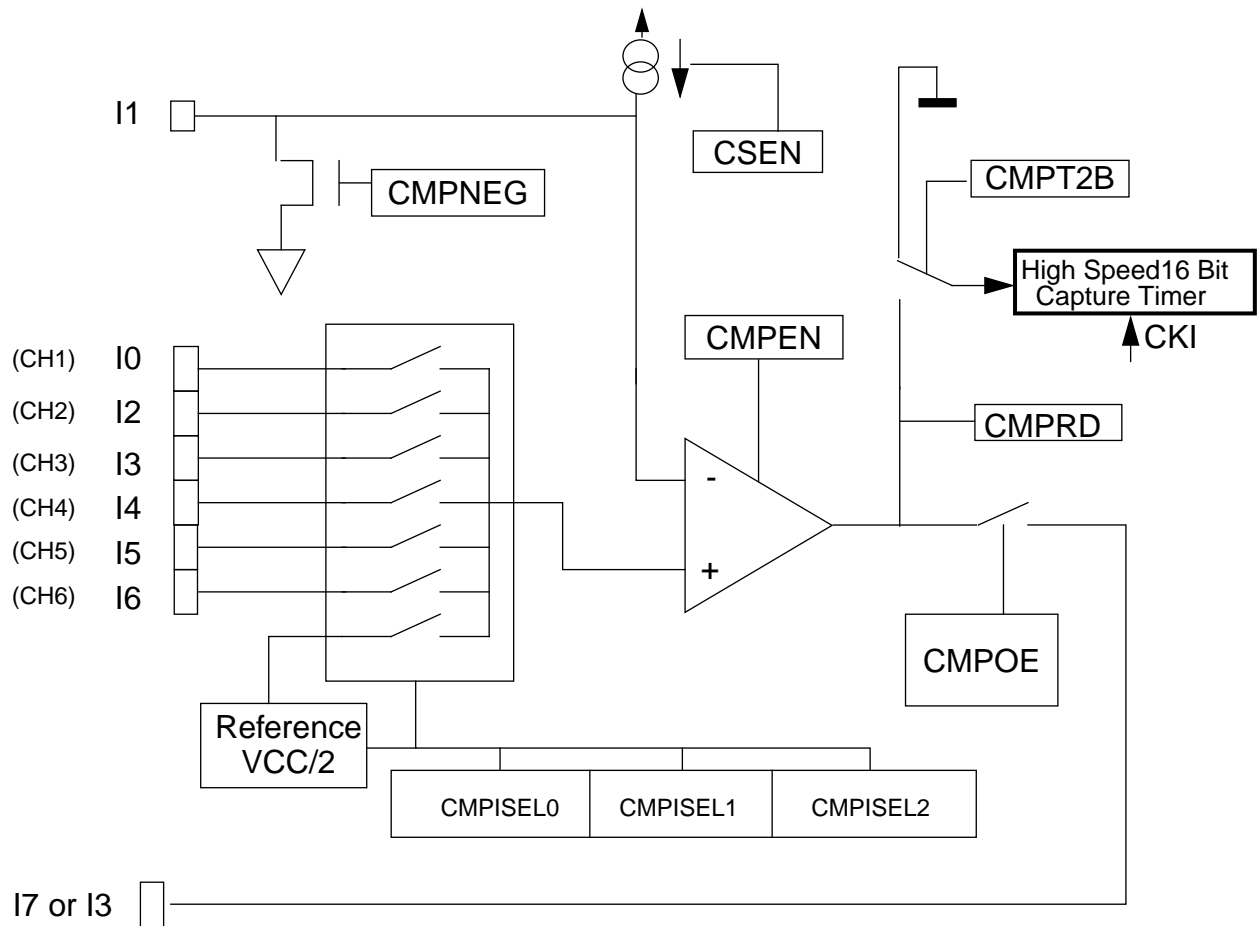 I1
CSEN
CMPT2B
CMPNEG
High Speed16 Bit
Capture Timer
CKI
CMPEN
(CH1) I0
(CH2) I2
(CH3) I3
(CH4) I4
(CH5) I5
(CH6) I6
CMPRD
-
+
CMPOE
Reference
VCC/2
CMPISEL0 CMPISEL1 CMPISEL2
I7 or I3